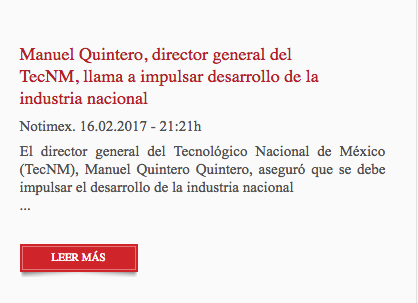 Manuel Quintero, director general del
TecNM, llama a impulsar desarrollo de la
industria nacional
Notimex. 16.02.2017 - 21:21h
El director general del Tecnológico Nacional de México
(TecNM), Manuel Quintero Quintero, aseguró que se debe
impulsar el desarrollo de la industria nacional
...
LEER MÁS